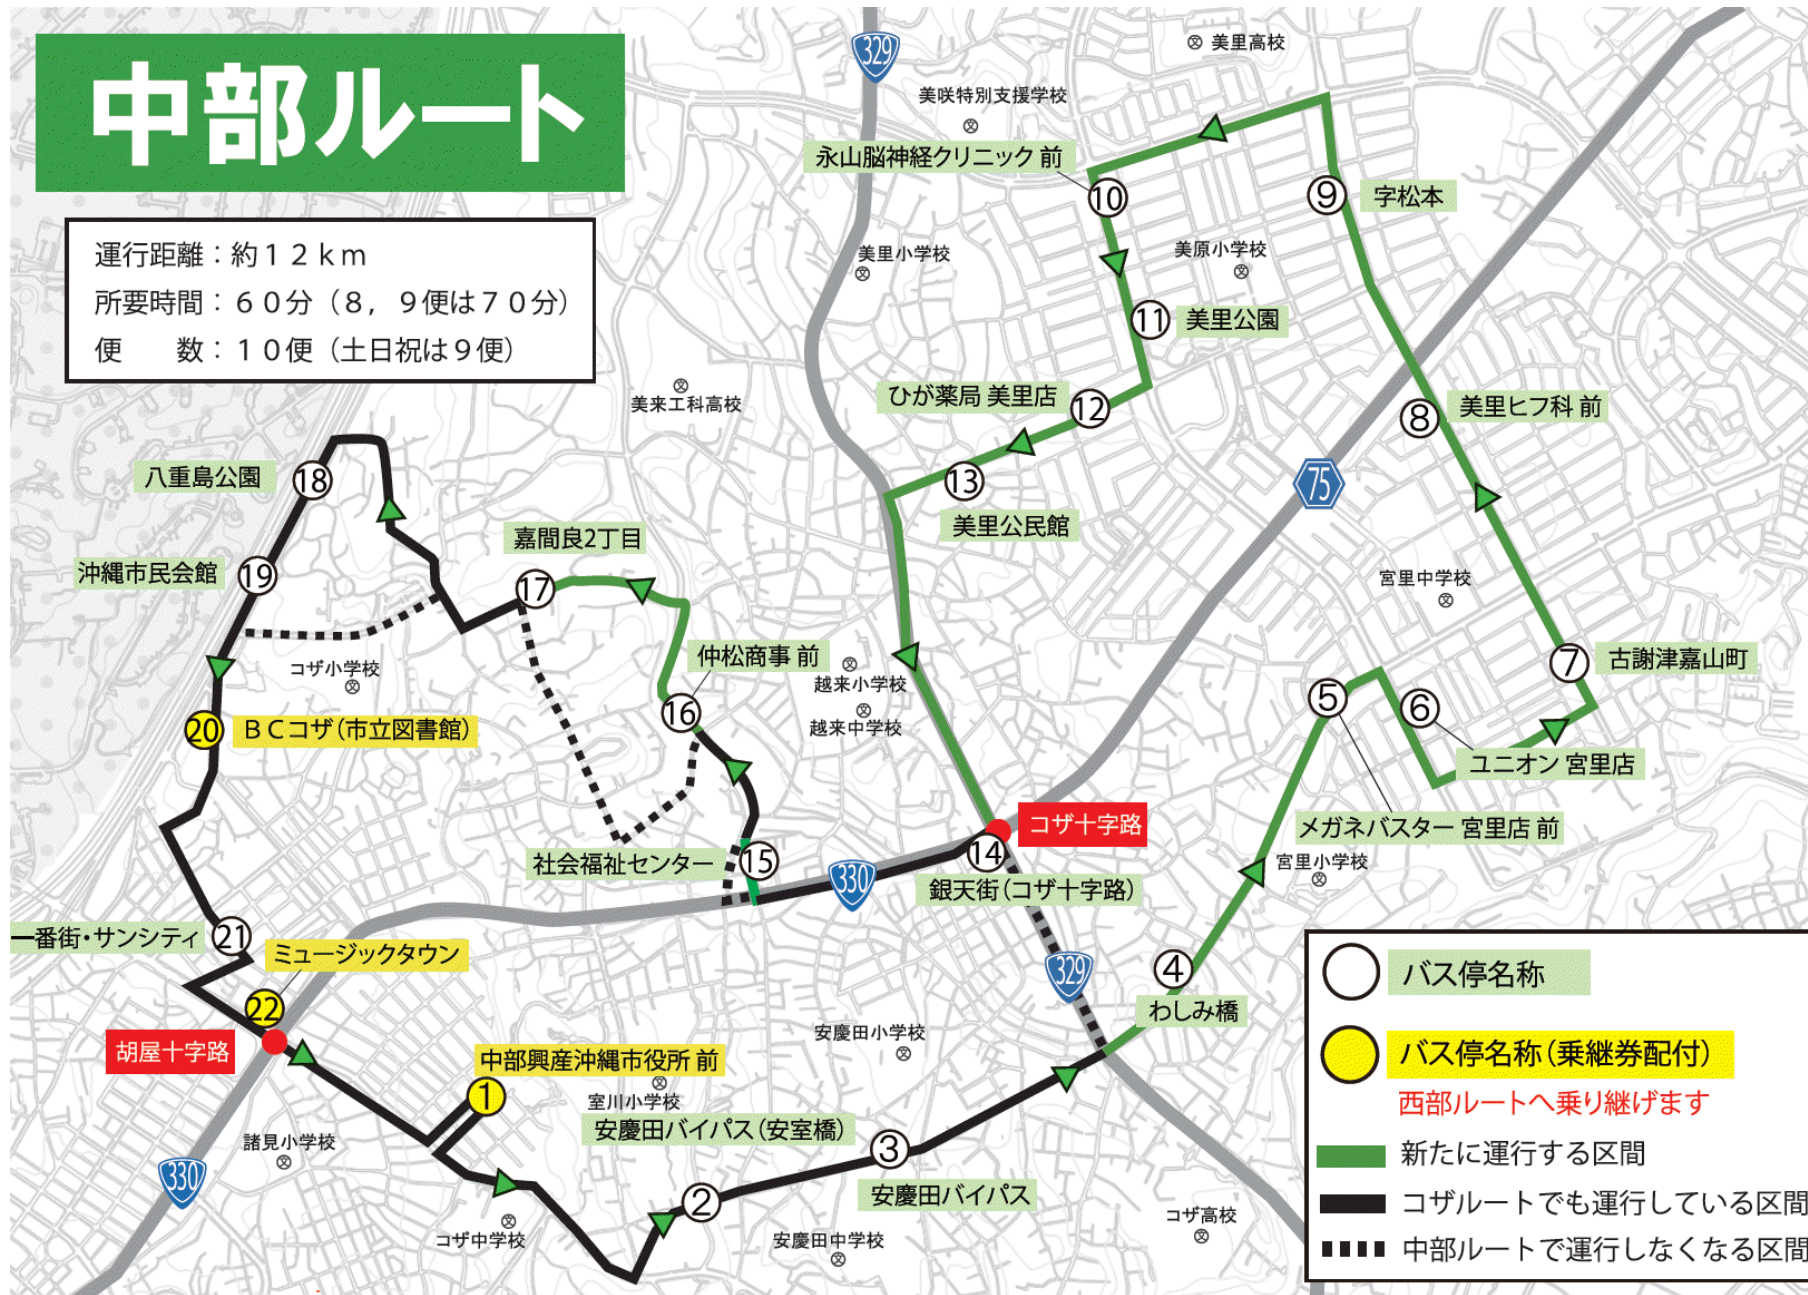 中部ルート
運行距離：約１２ｋｍ
所要時間：６０分（８，９便は７０分）
便　　数：１０便（土日祝は９便）
329
美里高校
美咲特別支援学校
永山脳神経クリニック 前
10
9
字松本
美里小学校
美原小学校
11
美里公園
美来工科高校
ひが薬局 美里店
12
8
美里ヒフ科 前
八重島公園
18
13
75
美里公民館
嘉間良2丁目
沖縄市民会館
19
17
宮里中学校
コザ小学校
仲松商事 前
越来小学校
7
古謝津嘉山町
20
ＢＣコザ（市立図書館）
16
越来中学校
5
6
ユニオン 宮里店
コザ十字路
メガネバスター 宮里店 前
社会福祉センター
15
14
宮里小学校
330
銀天街（コザ十字路）
一番街・サンシティ
21
ミュージックタウン
329
4
わしみ橋
22
胡屋十字路
中部興産沖縄市役所 前
安慶田小学校
1
室川小学校
安慶田バイパス（安室橋）
諸見小学校
3
330
2
安慶田バイパス
コザ中学校
安慶田中学校
コザ高校
バス停名称
バス停名称（乗継券配付）
西部ルートへ乗り継げます
新たに運行する区間
コザルートでも運行している区間
中部ルートで運行しなくなる区間